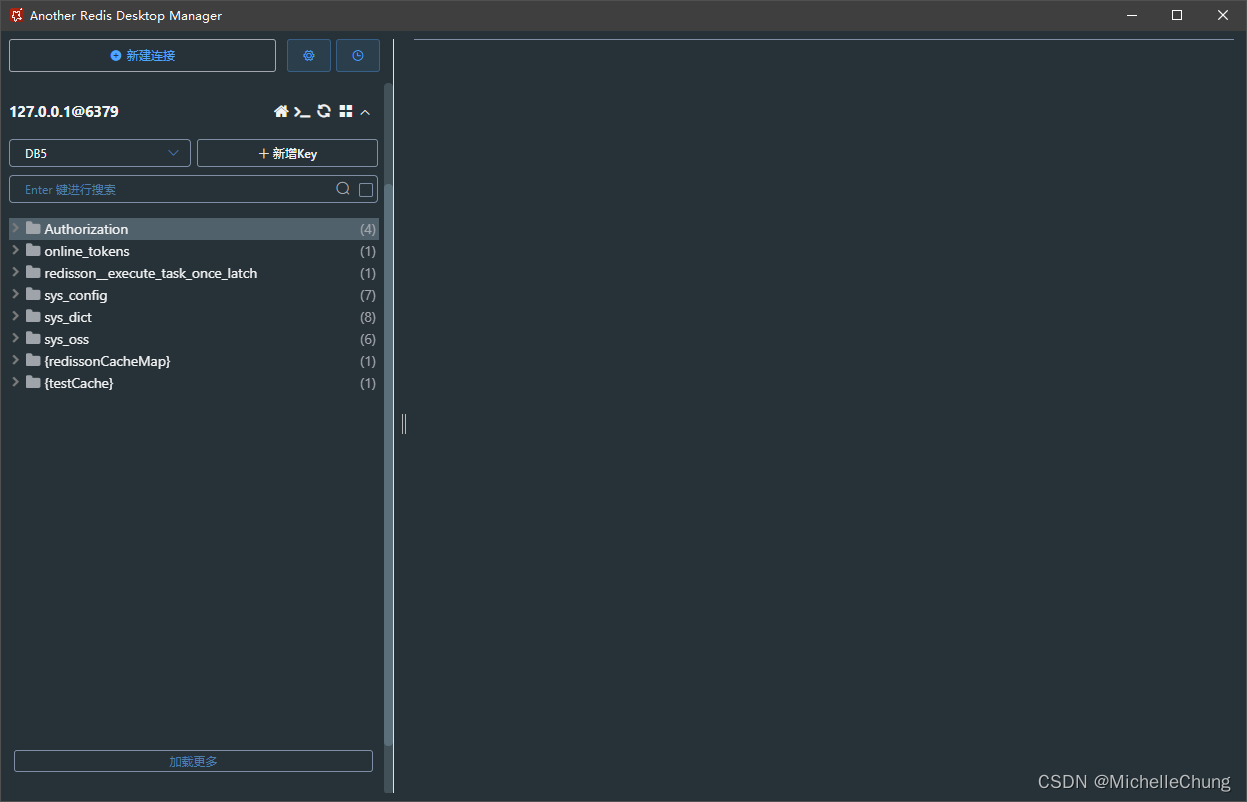 Another Redis Desktop Manager
新建连接
127.0.0.1@6379
DB5
新增Key
Enter 键进行搜索
Authorization (4)
online_tokens (1)
redisson__execute_task_once_latch (1)
sys_config (7)
sys_dict (8)
sys_oss (6)
{redissonCacheMap} (1)
{testCache} (1)
加载更多
CSDN @MichelleChung